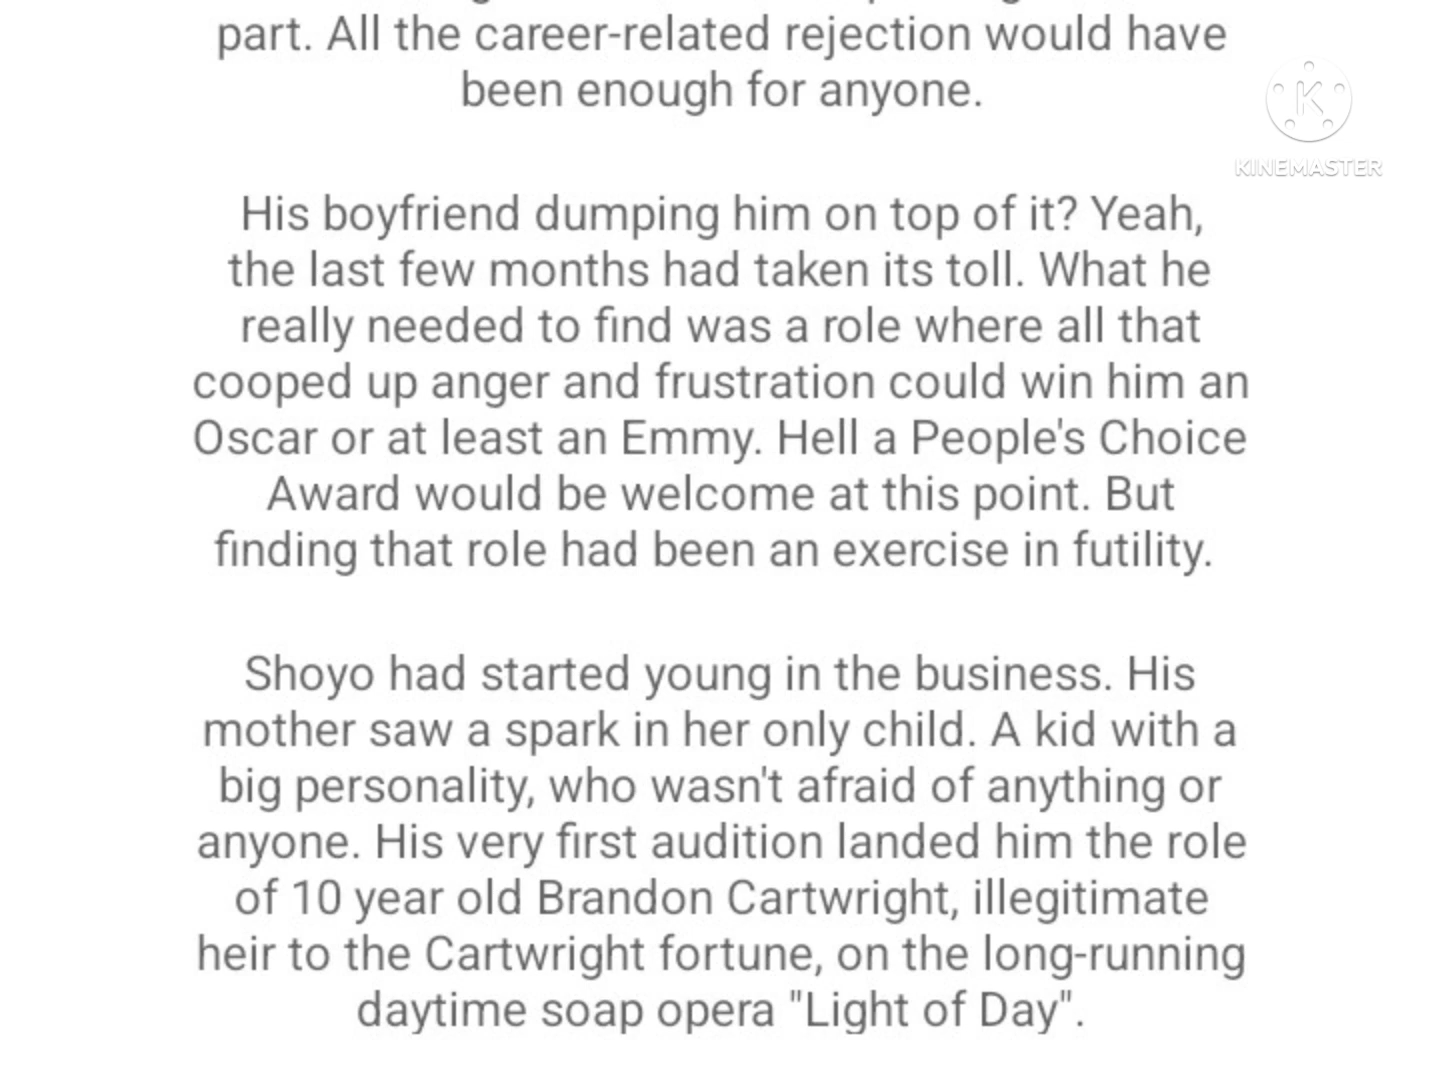 part. All the career-related rejection would have
been enough for anyone.
KINEMASTER
His boyfriend dumping him on top of it? Yeah,
the last few months had taken its toll. What he
really needed to find was a role where all that
cooped up anger and frustration could win him an
Oscar or at least an Emmy. Hell a People's Choice
Award would be welcome at this point. But
finding that role had been an exercise in futility.
Shoyo had started young in the business. His
mother saw a spark in her only child. A kid with a
big personality, who wasn't afraid of anything or
anyone. His very first audition landed him the role
of 10 year old Brandon Cartwright, illegitimate
heir to the Cartwright fortune, on the long-running
daytime soap opera "Light of Day".